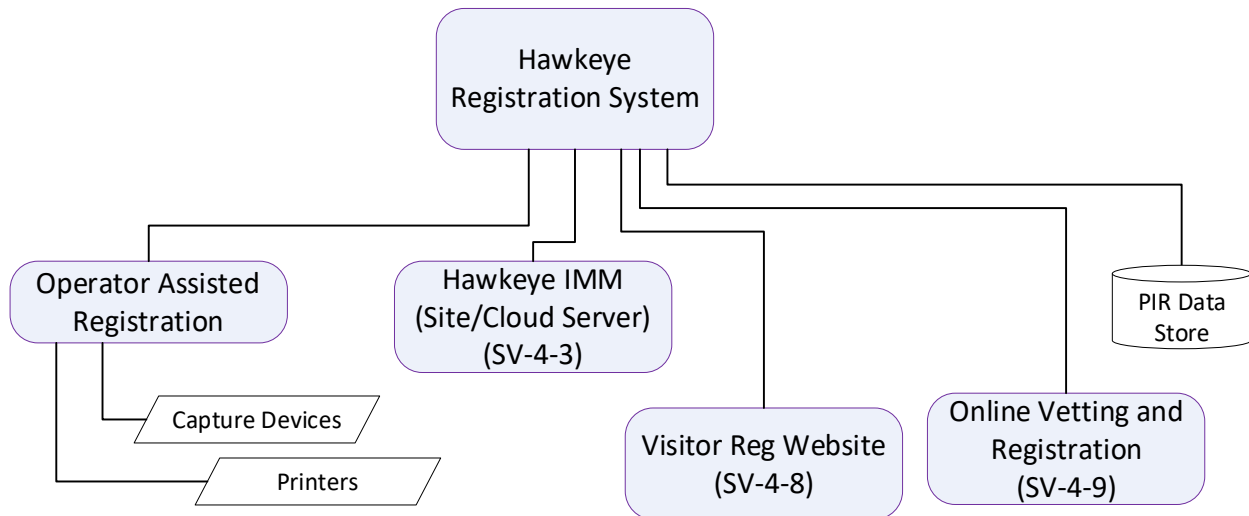 Hawkeye
Registration System
Operator Assisted
Registration
Hawkeye IMM
(Site/Cloud Server)
(SV-4-3)
PIR Data
Store
Capture Devices
Printers
Visitor Reg Website
(SV-4-8)
Online Vetting and
Registration
(SV-4-9)